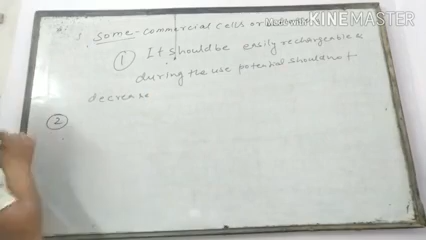 Some-commercial cells or
Made with KINEMASTER
① It should be easily rechargeable &
during the use potential should not
decrease
②